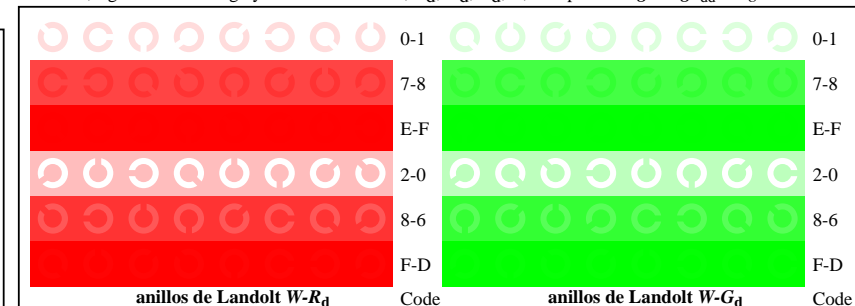 0-1 0-1
7-8 7-8
E-F E-F
2-0 2-0
8-6 8-6
F-D F-D
anillos de Landolt W-Rd Code anillos de Landolt W-Gd Code